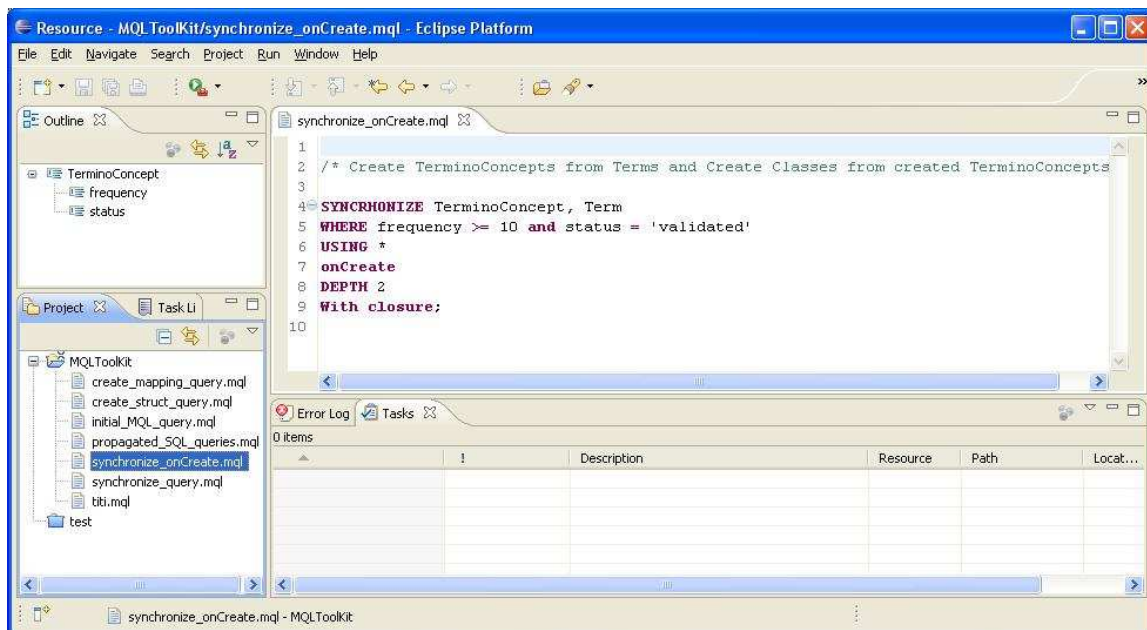 Resource - MQLToolKit/synchronize_onCreate.mql - Eclipse Platform
File Edit Navigate Search Project Run Window Help
Outline
TerminoConcept
frequency
status
synchronize_onCreate.mql
1
2 /* Create TerminoConcepts from Terms and Create Classes from created TerminoConcepts
3
4 SYNCRHONIZE TerminoConcept, Term
5 WHERE frequency >= 10 and status = 'validated'
6 USING *
7 onCreate
8 DEPTH 2
9 With closure;
10
Project Task Li
MQLToolKit
create_mapping_query.mql
create_struct_query.mql
initial_MQL_query.mql
propagated_SQL_queries.mql
synchronize_onCreate.mql
synchronize_query.mql
titi.mql
test
Error Log Tasks
0 items
! Description Resource Path Locat...
synchronize_onCreate.mql - MQLToolKit